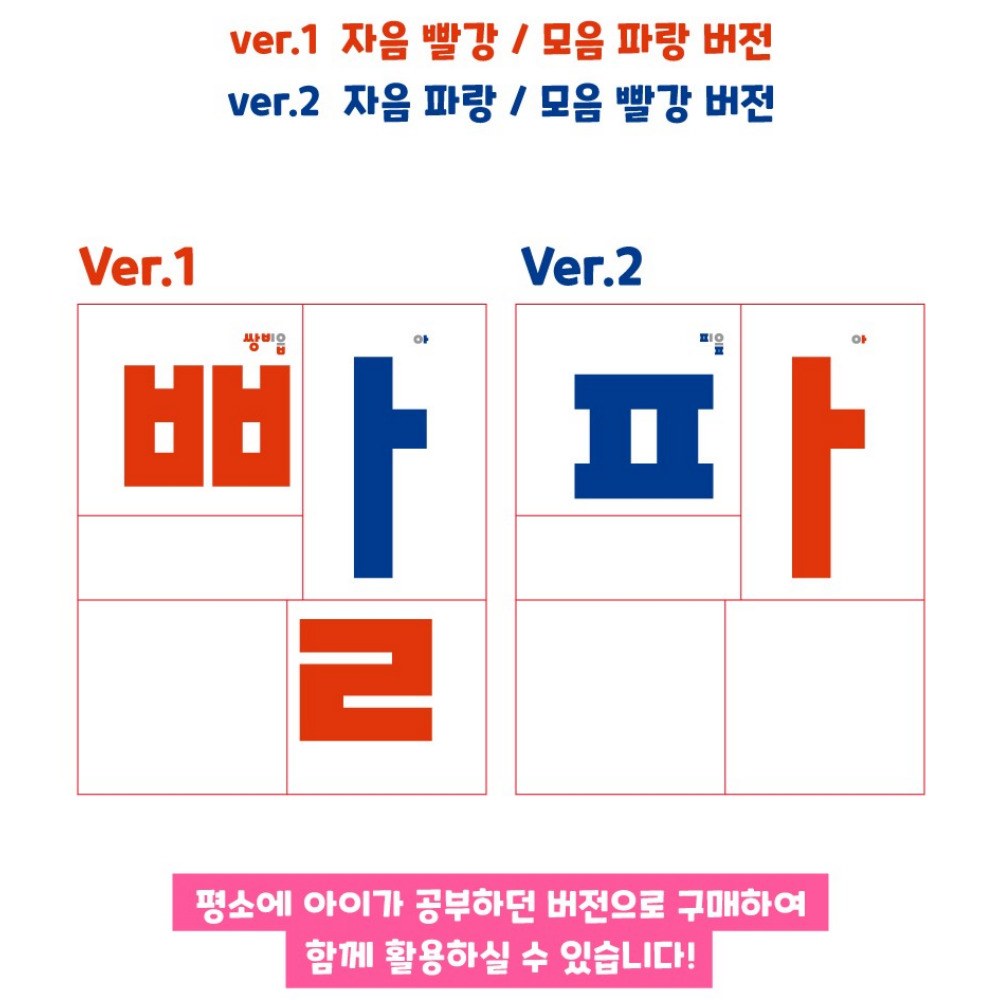 ver.1 자음 빨강 / 모음 파랑 버전
ver.2 자음 파랑 / 모음 빨강 버전
Ver.1
Ver.2
쌍비읍
아
피읖
아
ㅃ
ㅏ
ㅍ
ㅏ
ㄹ
평소에 아이가 공부하던 버전으로 구매하여
함께 활용하실 수 있습니다!